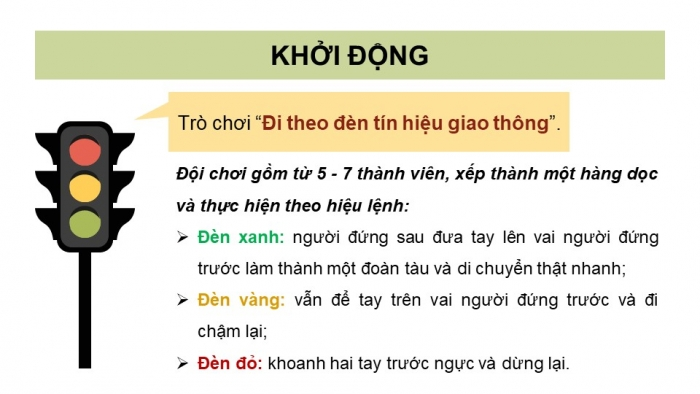 KHỞI ĐỘNG
Trò chơi “Đi theo đèn tín hiệu giao thông”.
Đội chơi gồm từ 5 - 7 thành viên, xếp thành một hàng dọc
và thực hiện theo hiệu lệnh:
➢ Đèn xanh: người đứng sau đưa tay lên vai người đứng
trước làm thành một đoàn tàu và di chuyển thật nhanh;
➢ Đèn vàng: vẫn để tay trên vai người đứng trước và đi
chậm lại;
➢ Đèn đỏ: khoanh hai tay trước ngực và dừng lại.